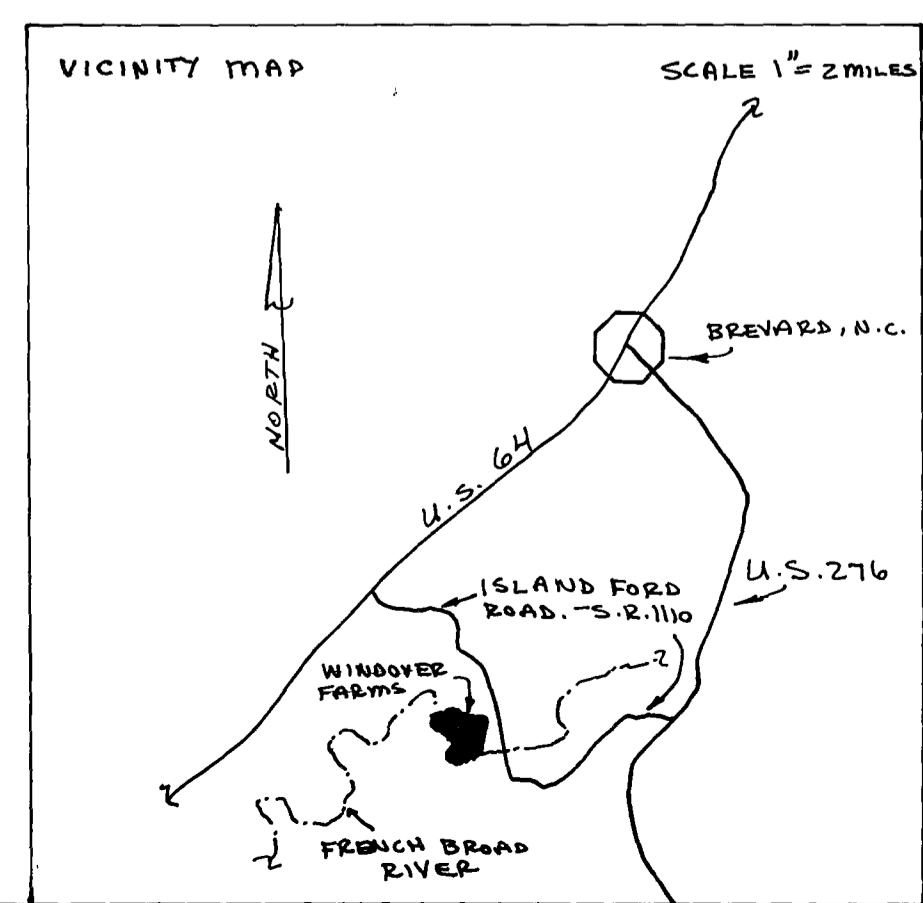 VICINITY MAP
SCALE 1"= 2 MILES
NORTH
BREVARD, N.C.
U.S. 64
U.S. 276
ISLAND FORD
ROAD. - S.R. 1110
WINDOVER
FARMS
FRENCH BROAD
RIVER